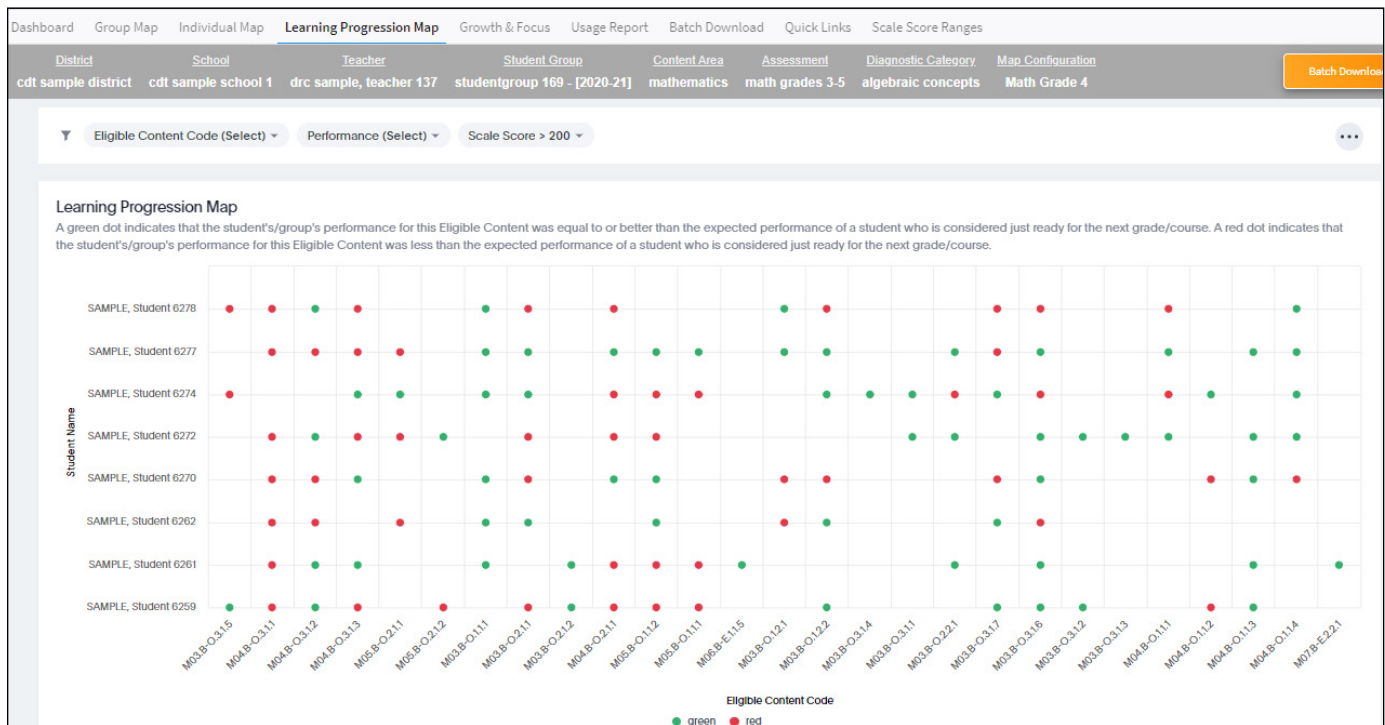 Dashboard Group Map Individual Map Learning Progression Map Growth & Focus Usage Report Batch Download Quick Links Scale Score Ranges
District School Teacher Student Group Content Area Assessment Diagnostic Category Map Configuration
cdt sample district cdt sample school 1 drc sample, teacher 137 studentgroup 169 - [2020-21] mathematics math grades 3-5 algebraic concepts Math Grade 4
Batch Downloa
Eligible Content Code (Select) Performance (Select) Scale Score > 200
Learning Progression Map
A green dot indicates that the student's/group's performance for this Eligible Content was equal to or better than the expected performance of a student who is considered just ready for the next grade/course. A red dot indicates that
the student's/group's performance for this Eligible Content was less than the expected performance of a student who is considered just ready for the next grade/course.
Student Name
SAMPLE, Student 6278
SAMPLE, Student 6277
SAMPLE, Student 6274
SAMPLE, Student 6272
SAMPLE, Student 6270
SAMPLE, Student 6262
SAMPLE, Student 6261
SAMPLE, Student 6259
M03.B-O.3.1.5
M04.B-O.3.1.1
M04.B-O.3.1.2
M04.B-O.3.1.3
M05.B-O.2.1.1
M05.B-O.2.1.2
M03.B-O.1.1.1
M03.B-O.2.1.1
M03.B-O.2.1.2
M04.B-O.2.1.1
M05.B-O.1.1.2
M05.B-O.1.1.1
M06.B-E.1.1.5
M03.B-O.1.2.1
M03.B-O.1.2.2
M03.B-O.3.1.4
M03.B-O.3.1.1
M03.B-O.2.2.1
M03.B-O.3.1.7
M03.B-O.3.1.6
M03.B-O.3.1.2
M03.B-O.3.1.3
M04.B-O.1.1.1
M04.B-O.1.1.2
M04.B-O.1.1.3
M04.B-O.1.1.4
M07.B-E.2.2.1
Eligible Content Code
green red